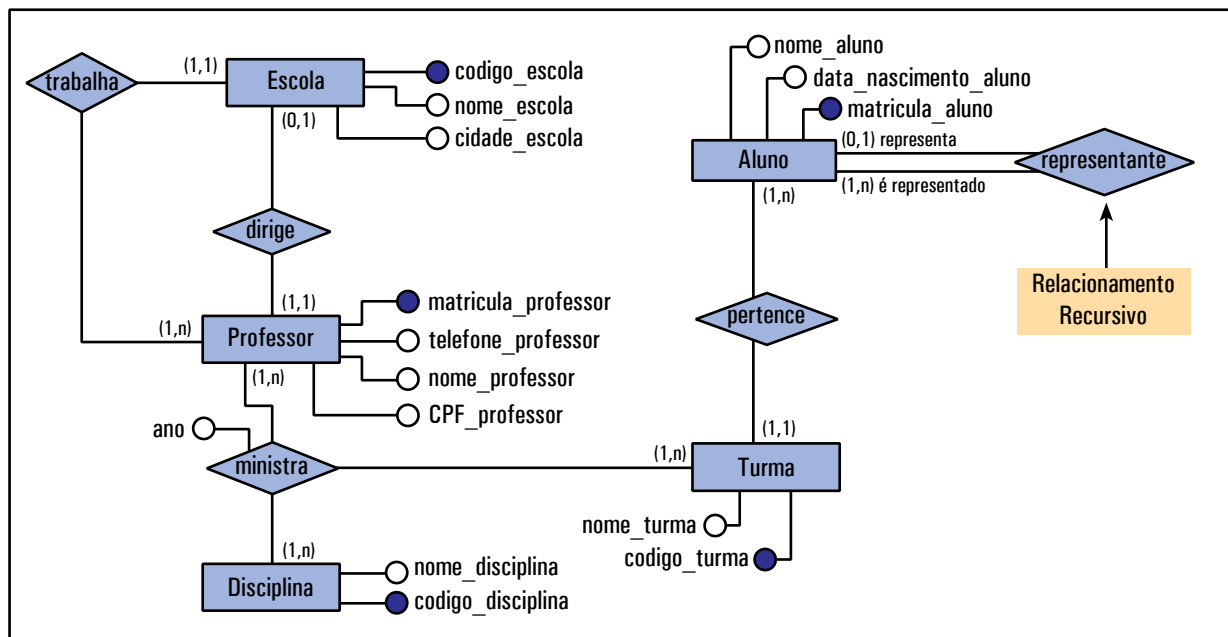 trabalha
(1,1)
Escola
codigo_escola
nome_escola
cidade_escola
(0,1)
dirige
(1,1)
(1,n)
Professor
matricula_professor
telefone_professor
nome_professor
CPF_professor
(1,n)
ano
ministra
(1,n)
(1,n)
Disciplina
nome_disciplina
codigo_disciplina
nome_aluno
data_nascimento_aluno
matricula_aluno
Aluno
(0,1) representa
(1,n) é representado
representante
Relacionamento
Recursivo
(1,n)
pertence
(1,1)
Turma
nome_turma
codigo_turma